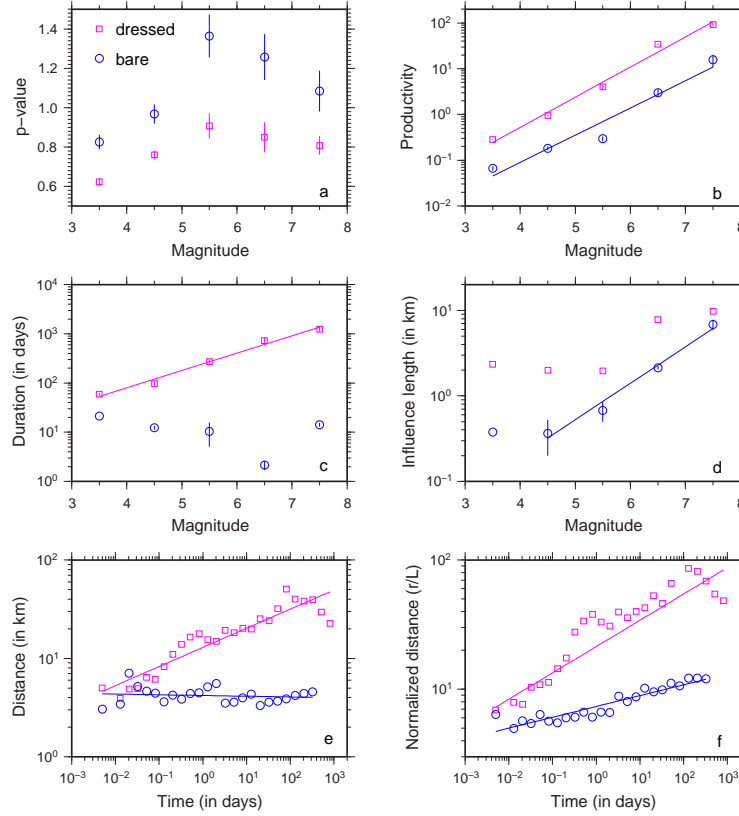 1.4
1.2
1.0
0.8
0.6
p-value
dressed
bare
a
3 4 5 6 7 8
Magnitude
10²
10¹
10⁰
10⁻¹
10⁻²
Productivity
b
3 4 5 6 7 8
Magnitude
10⁴
10³
10²
10¹
10⁰
Duration (in days)
c
3 4 5 6 7 8
Magnitude
10¹
10⁰
10⁻¹
Influence length (in km)
d
3 4 5 6 7 8
Magnitude
10²
10¹
10⁰
Distance (in km)
e
10⁻³ 10⁻² 10⁻¹ 10⁰ 10¹ 10² 10³
Time (in days)
10²
10¹
Normalized distance (r/L)
f
10⁻³ 10⁻² 10⁻¹ 10⁰ 10¹ 10² 10³
Time (in days)